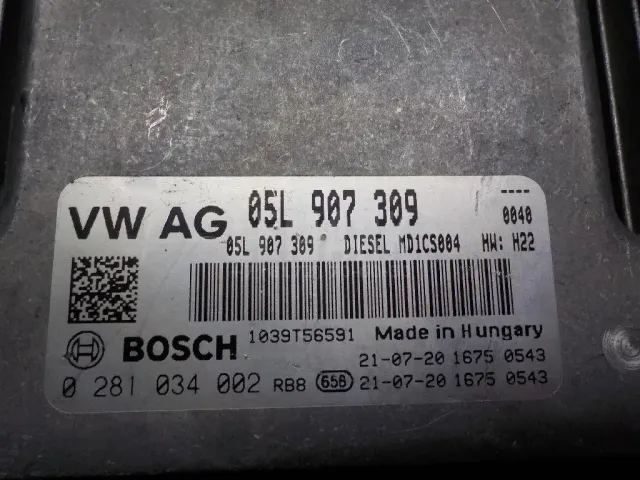 ----
VW AG 05L 907 309 0040
05L 907 309 DIESEL MD1CS004 HW: H22
BOSCH 1039T56591 Made in Hungary
21-07-20 1675 0543
0 281 034 002 RB8 656 21-07-20 1675 0543